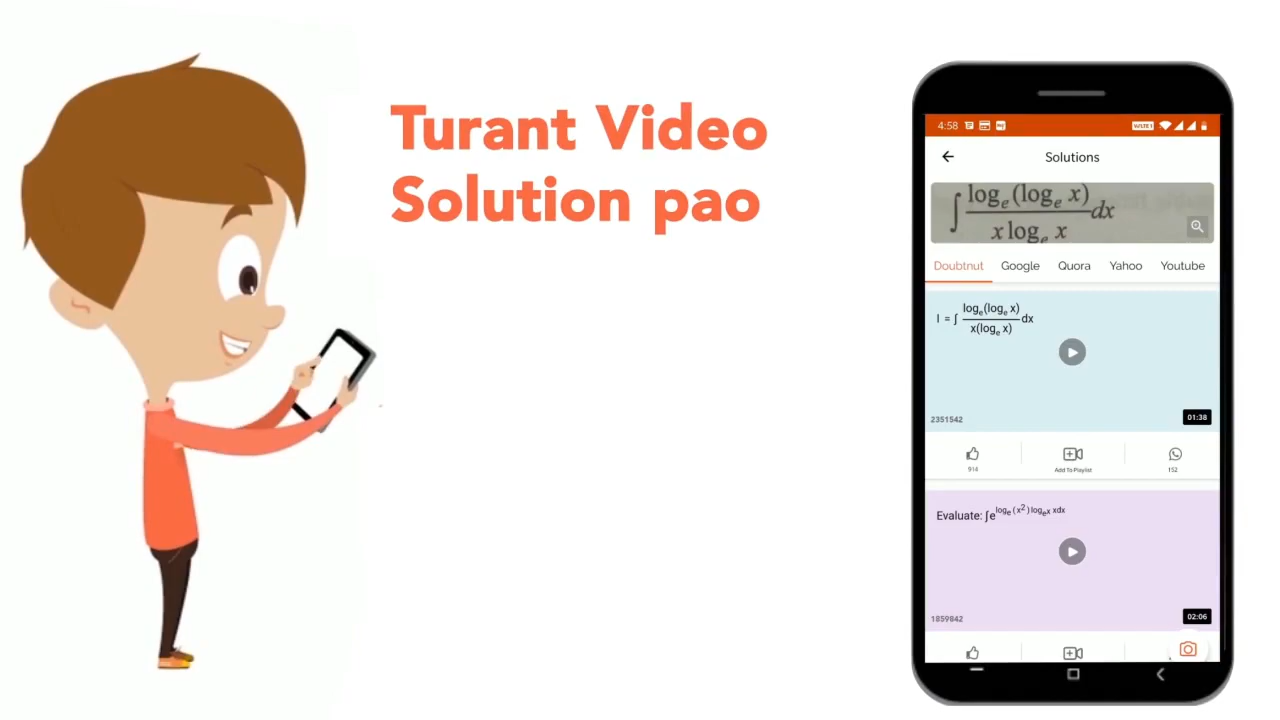 Turant Video
Solution pao
4:58
VoLTE1
Solutions
∫ logₑ(logₑ x) / x logₑ x dx
Doubtnut Google Quora Yahoo Youtube
I = ∫ logₑ(logₑ x) / x(logₑ x) dx
2351542 01:38
914 Add To Playlist 152
Evaluate: ∫e^logₑ(x²)logₑx xdx
1859842 02:06